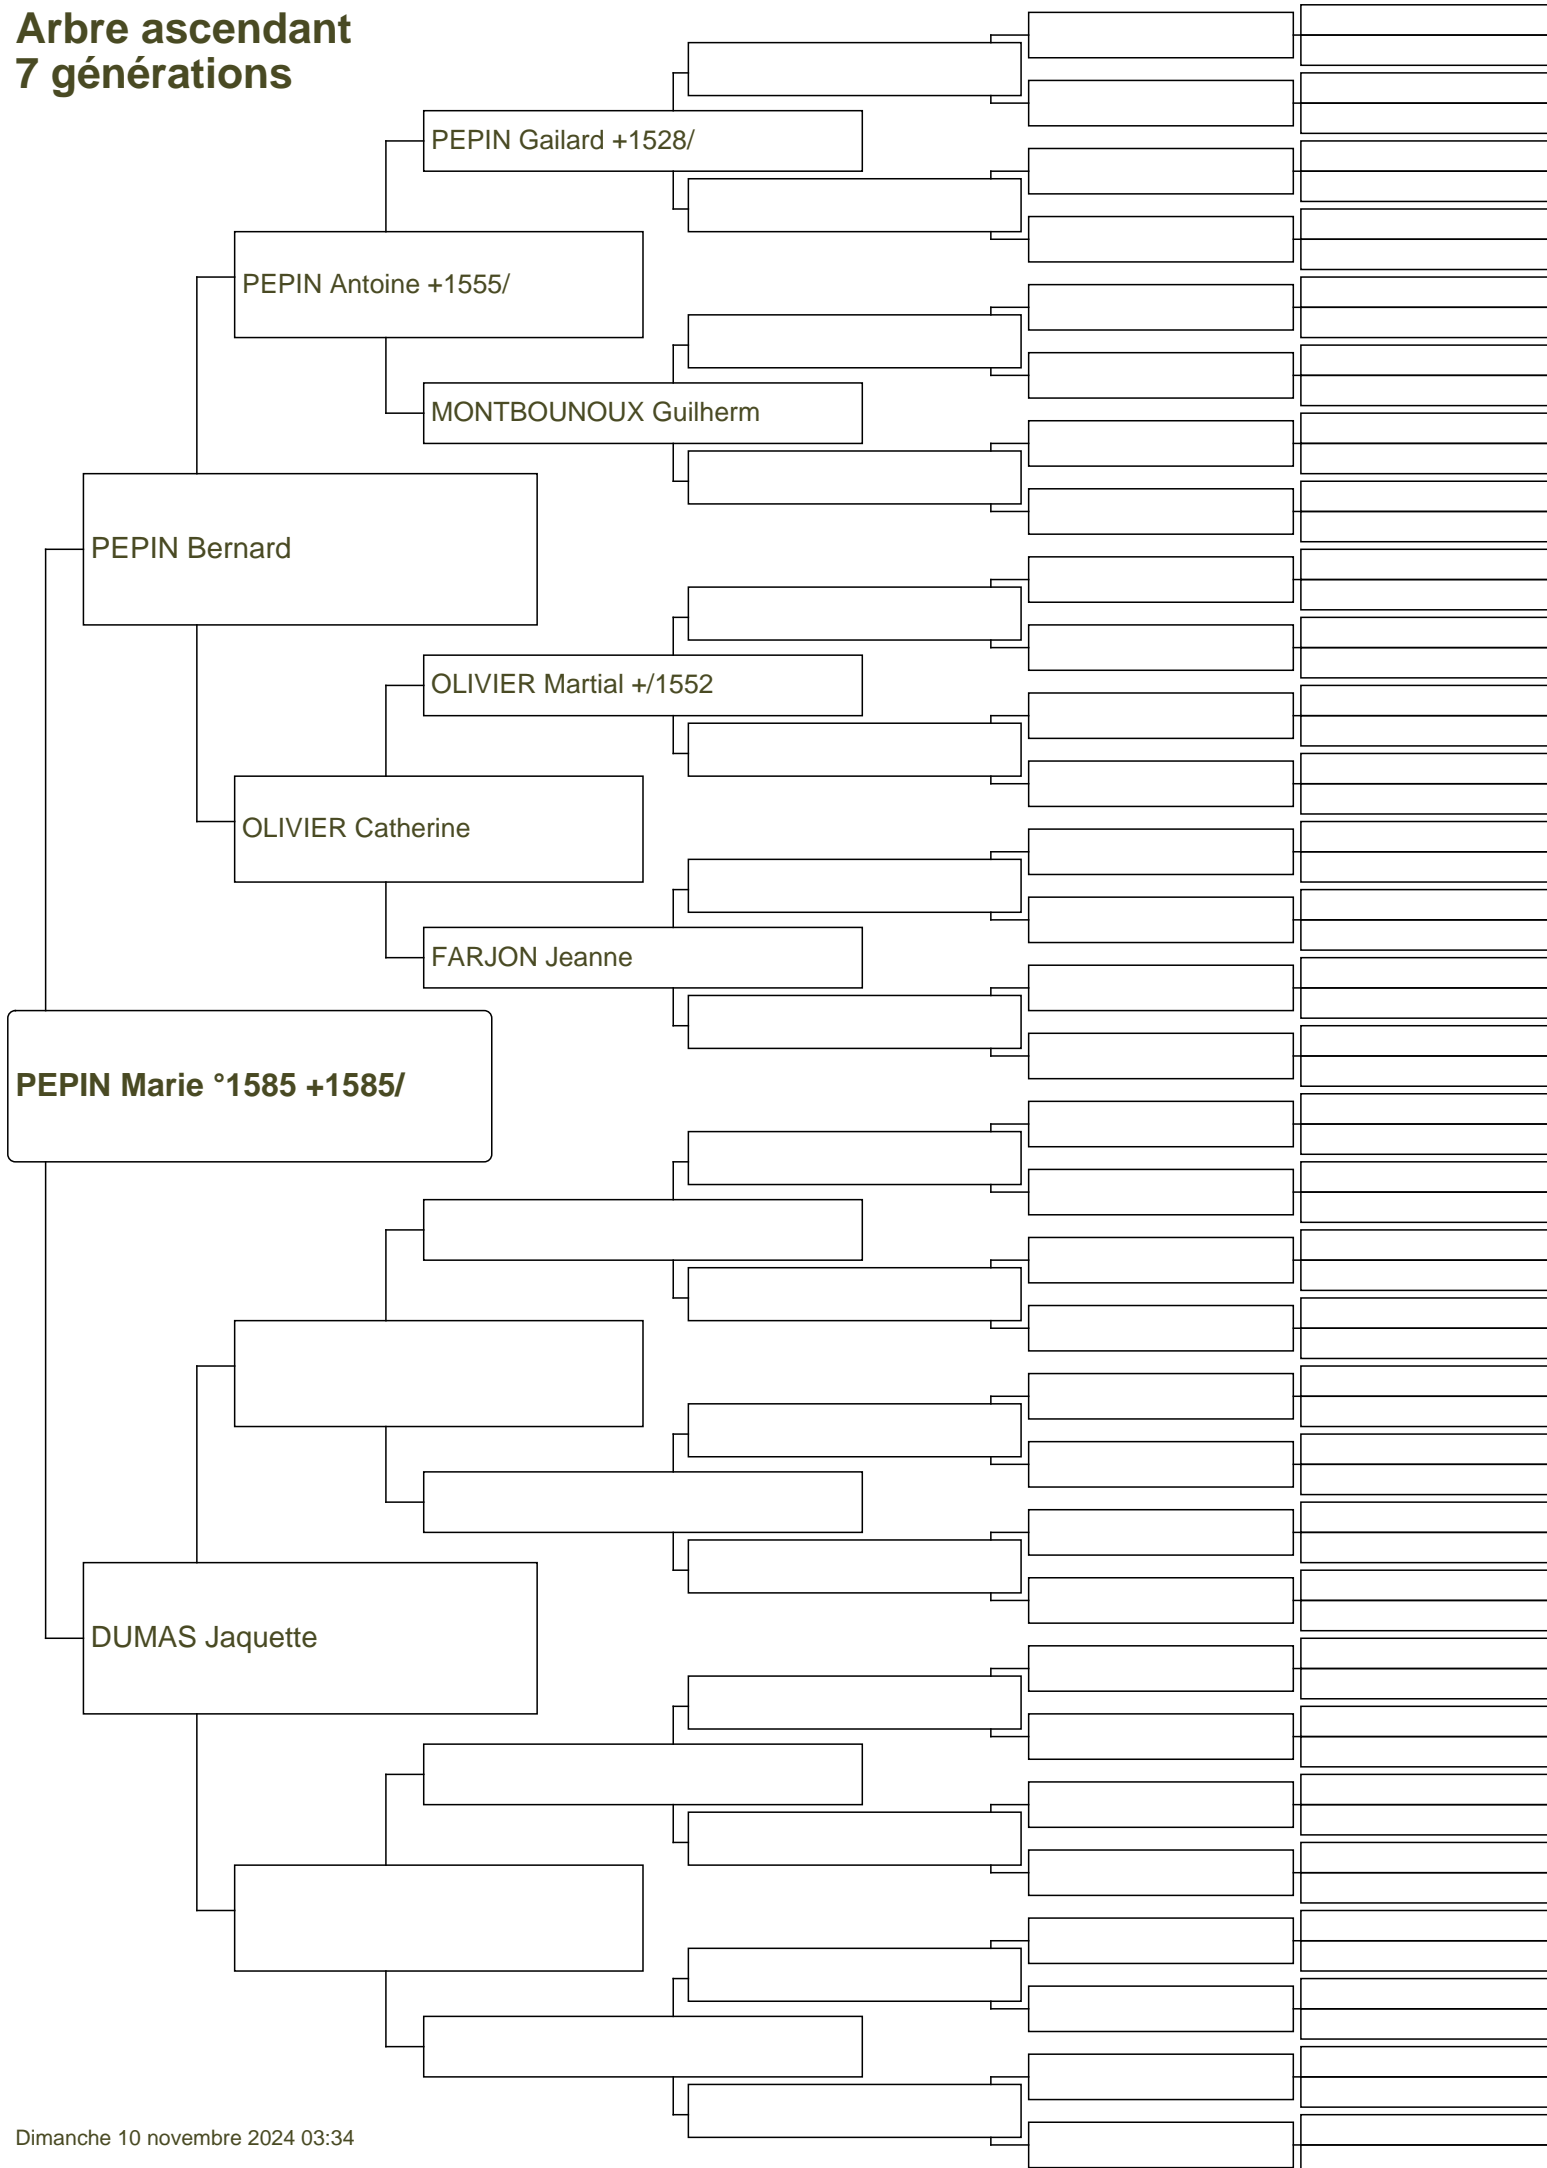 Arbre ascendant
7 générations
PEPIN Gailard +1528/
PEPIN Antoine +1555/
MONTBOUNOUX Guilherm
PEPIN Bernard
OLIVIER Martial +/1552
OLIVIER Catherine
FARJON Jeanne
PEPIN Marie °1585 +1585/
DUMAS Jaquette
Dimanche 10 novembre 2024 03:34